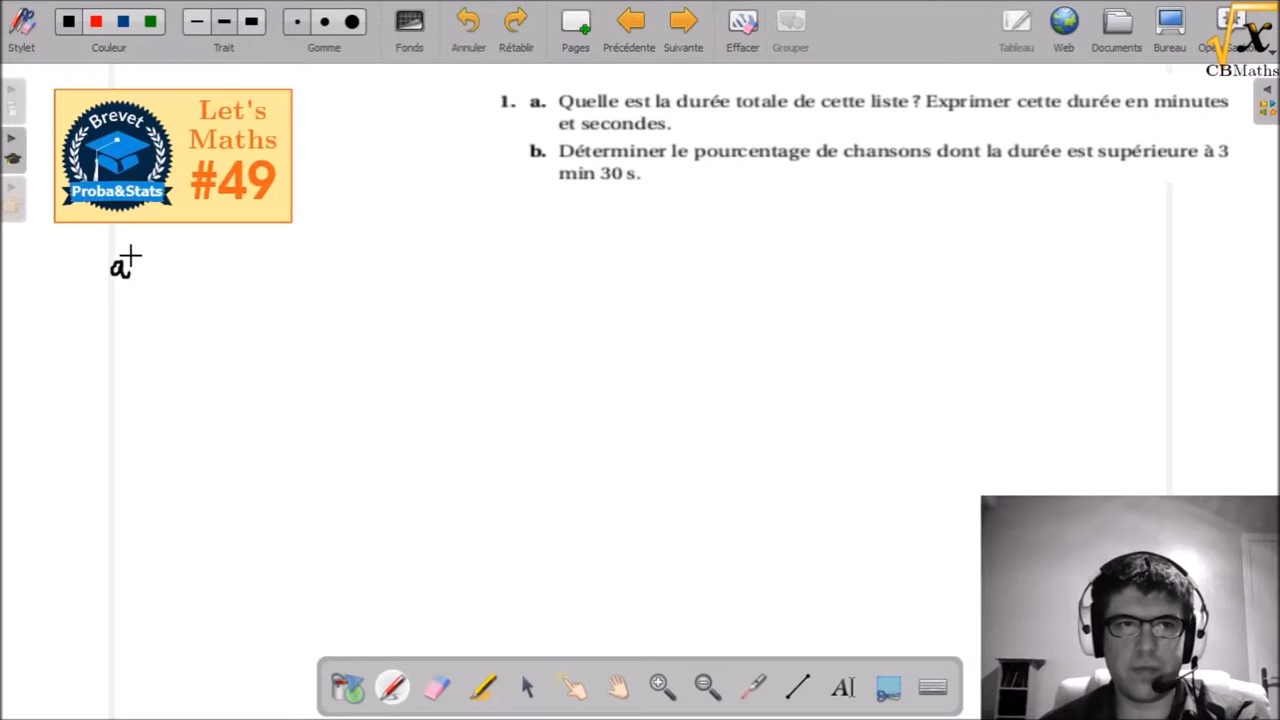 Stylet
Couleur
Trait
Gomme
Fonds
Annuler
Rétablir
Pages
Précédente
Suivante
Effacer
Grouper
Tableau
Web
Documents
Bureau
x
CBMaths
Brevet
Proba&Stats
Let's
Maths
#49
1. a. Quelle est la durée totale de cette liste ? Exprimer cette durée en minutes
et secondes.
b. Déterminer le pourcentage de chansons dont la durée est supérieure à 3
min 30 s.
a
AI